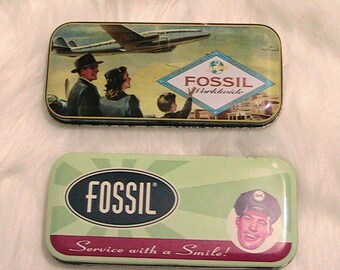 FOSSIL
Worldwide
FOSSIL®
Service with a Smile!